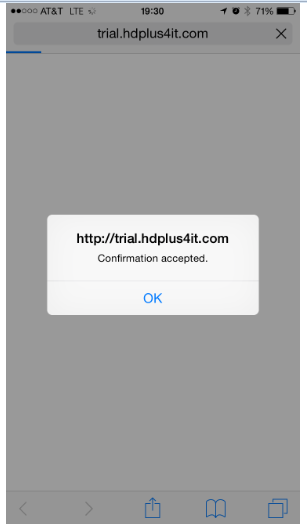 AT&T LTE 19:30 71%
trial.hdplus4it.com
http://trial.hdplus4it.com
Confirmation accepted.
OK